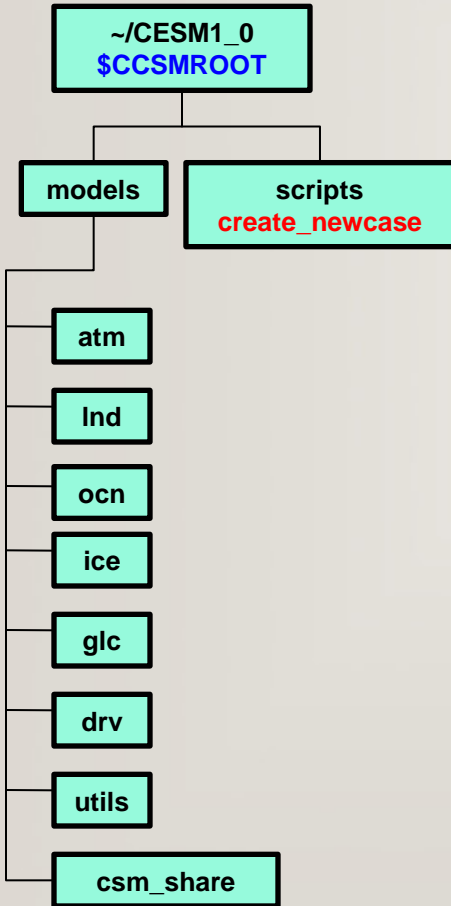 ~/CESM1_0
$CCSMROOT
models
scripts
create_newcase
atm
lnd
ocn
ice
glc
drv
utils
csm_share